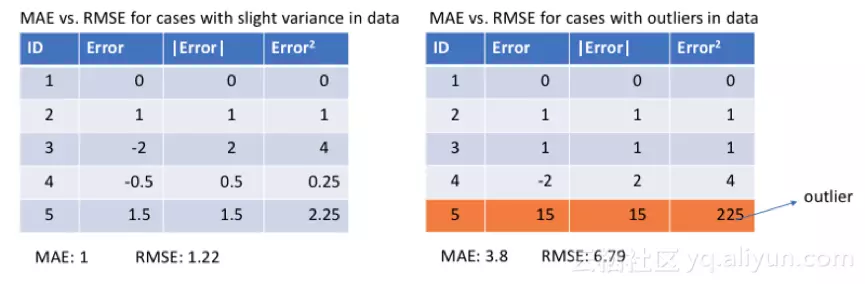 MAE vs. RMSE for cases with slight variance in data
ID Error |Error| Error²
1 0 0 0
2 1 1 1
3 -2 2 4
4 -0.5 0.5 0.25
5 1.5 1.5 2.25
MAE: 1 RMSE: 1.22
MAE vs. RMSE for cases with outliers in data
ID Error |Error| Error²
1 0 0 0
2 1 1 1
3 1 1 1
4 -2 2 4
5 15 15 225
outlier
MAE: 3.8 RMSE: 6.79
云栖社区 yq.aliyun.com